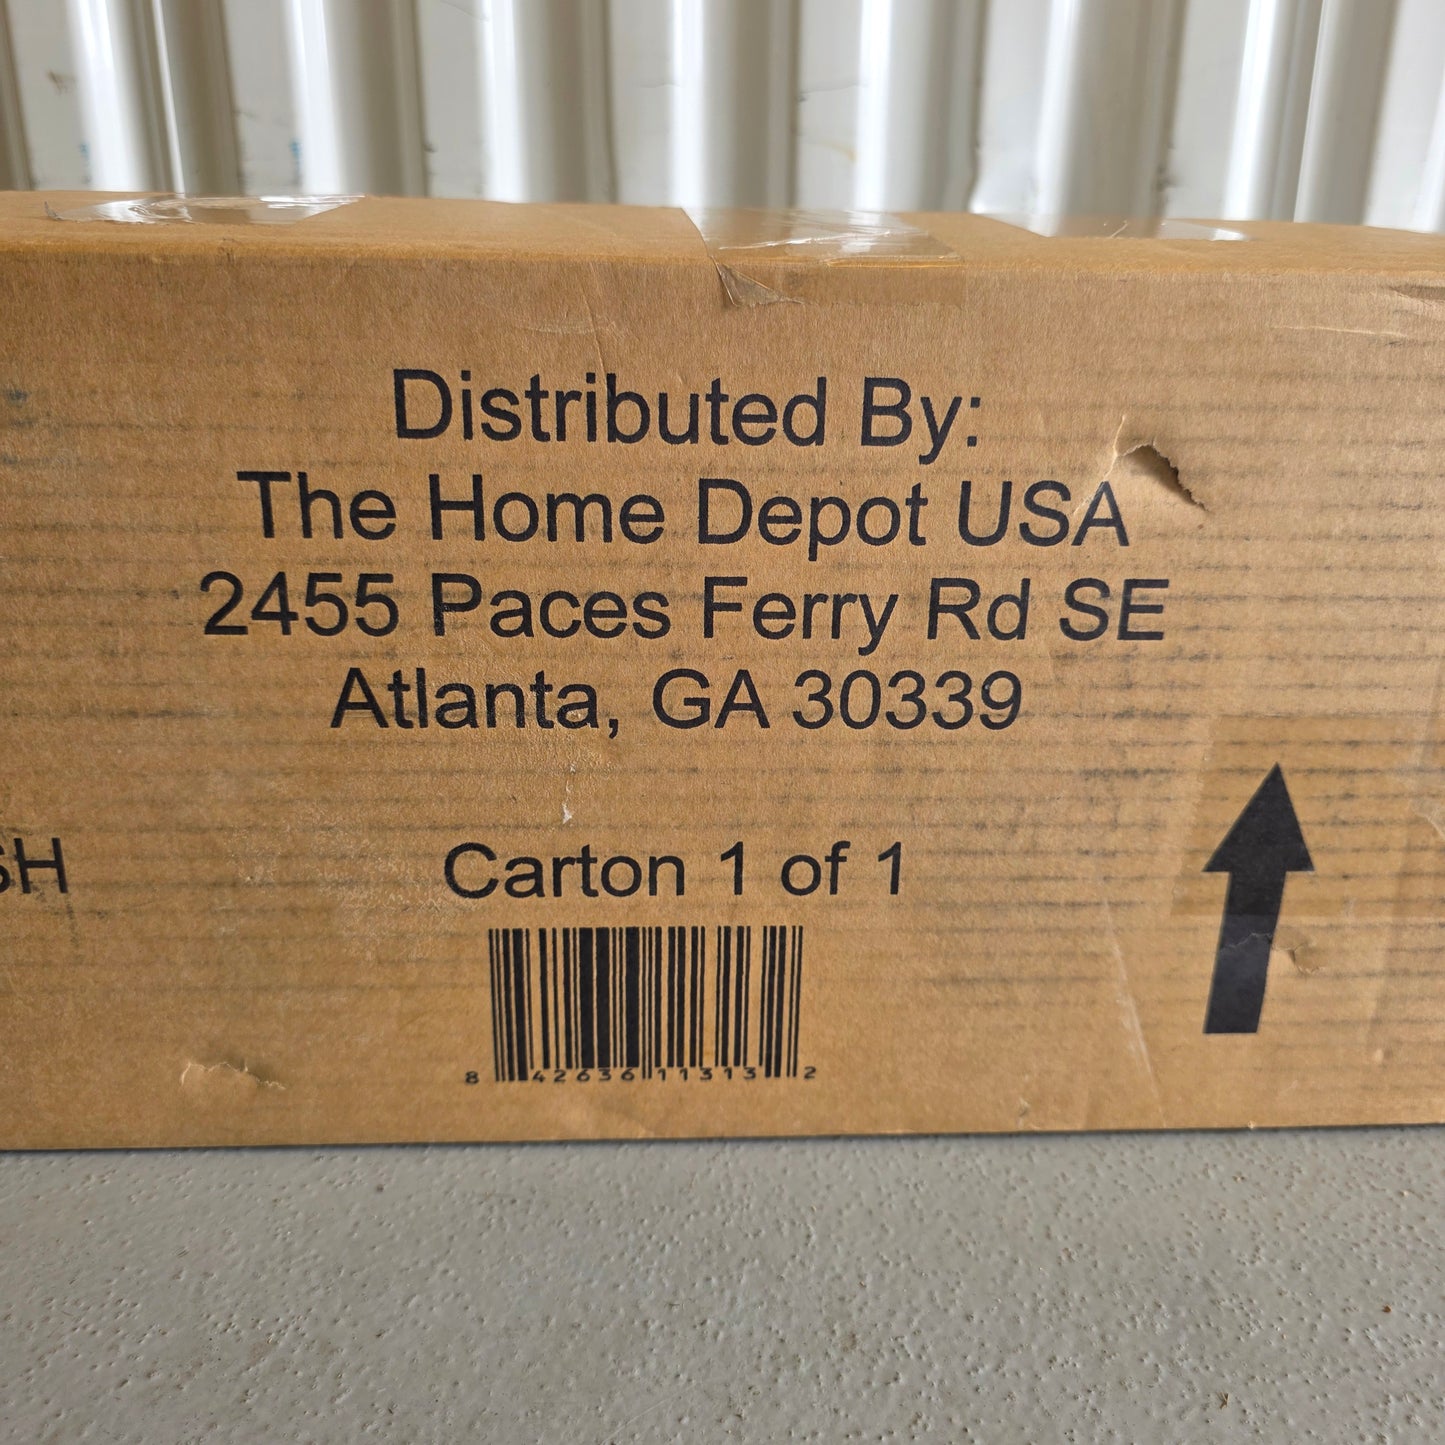 Distributed By:
The Home Depot USA
2455 Paces Ferry Rd SE
Atlanta, GA 30339
SH
Carton 1 of 1
8 42636 11313 2